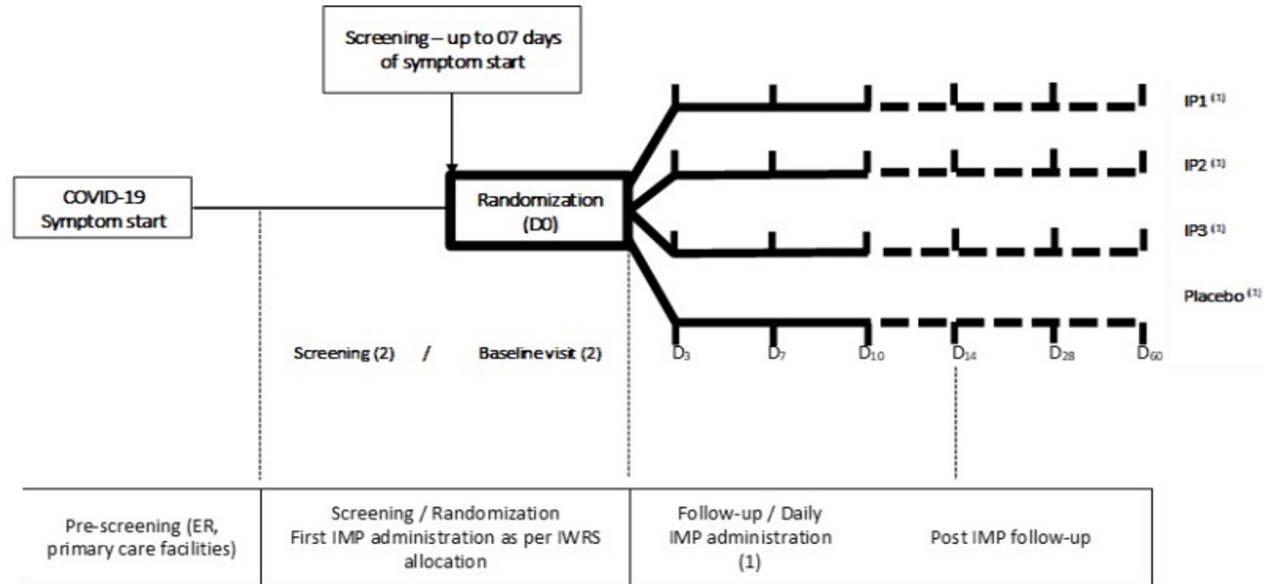 Screening – up to 07 days
of symptom start
COVID-19
Symptom start
Randomization
(D0)
IP1 (1)
IP2 (1)
IP3 (1)
Placebo (1)
Screening (2) / Baseline visit (2)
D3 D7 D10 D14 D28 D60
Pre-screening (ER,
primary care facilities)
Screening / Randomization
First IMP administration as per IWRS
allocation
Follow-up / Daily
IMP administration
(1)
Post IMP follow-up